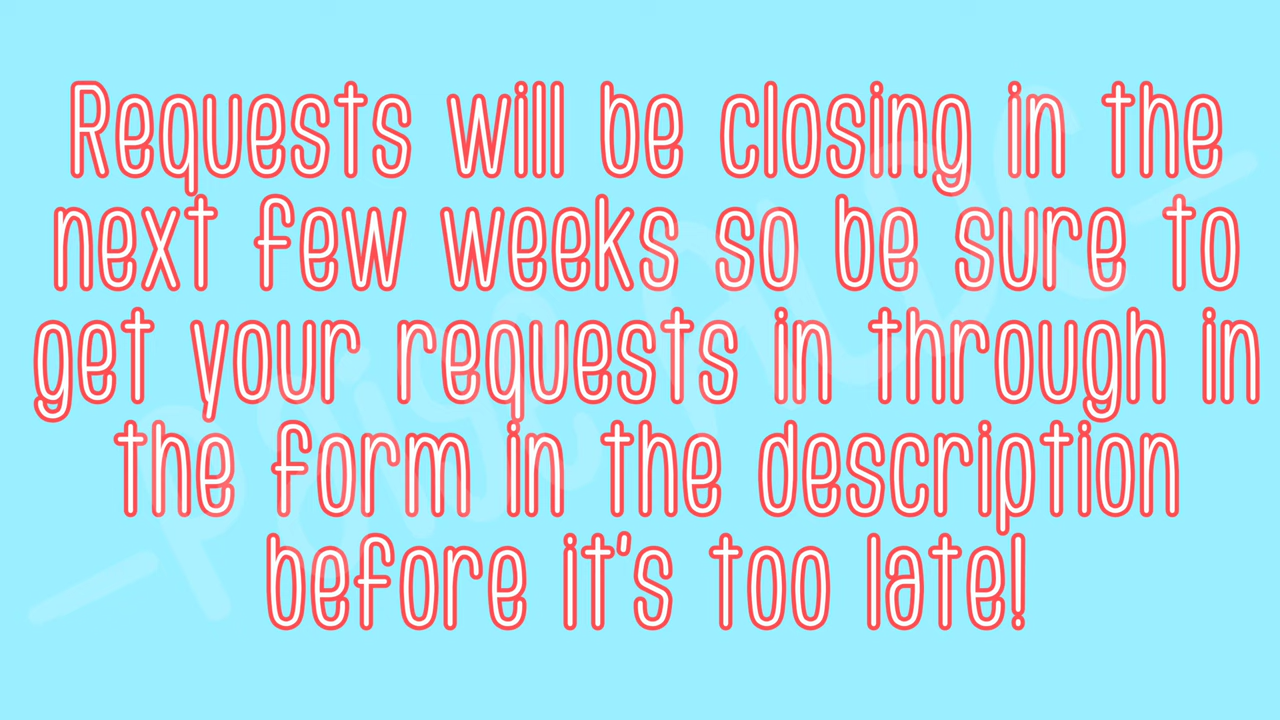 Requests will be closing in the
next few weeks so be sure to
get your requests in through in
the form in the description
before it's too late!